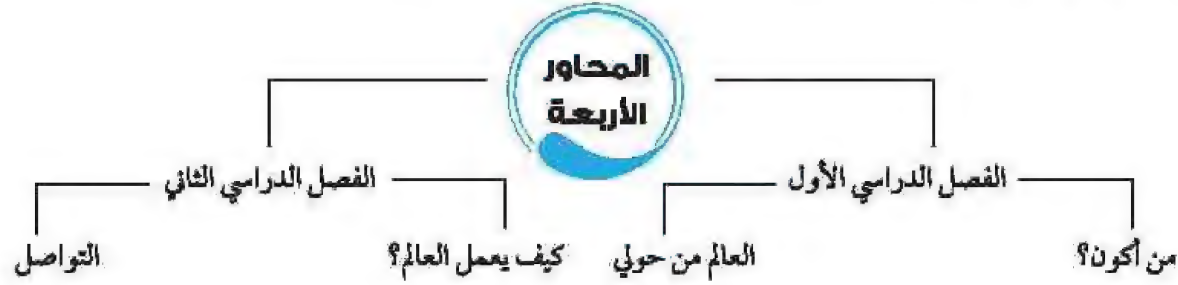 المحاور
الأربعة
الفصل الدراسي الأول
الفصل الدراسي الثاني
من أكون؟
العالم من حولي
كيف يعمل العالم؟
التواصل